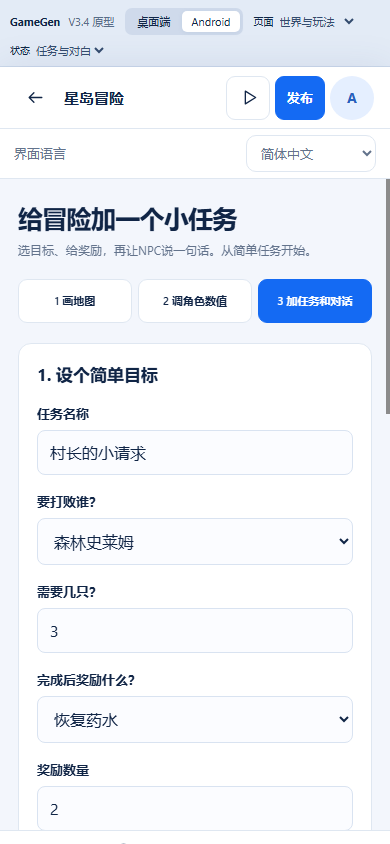 GameGen V3.4 原型 桌面端 Android 页面 世界与玩法
状态 任务与对白
星岛冒险 发布 A
界面语言 简体中文
给冒险加一个小任务
选目标、给奖励，再让NPC说一句话。从简单任务开始。
1 画地图 2 调角色数值 3 加任务和对话
1. 设个简单目标
任务名称
村长的小请求
要打败谁？
森林史莱姆
需要几只？
3
完成后奖励什么？
恢复药水
奖励数量
2